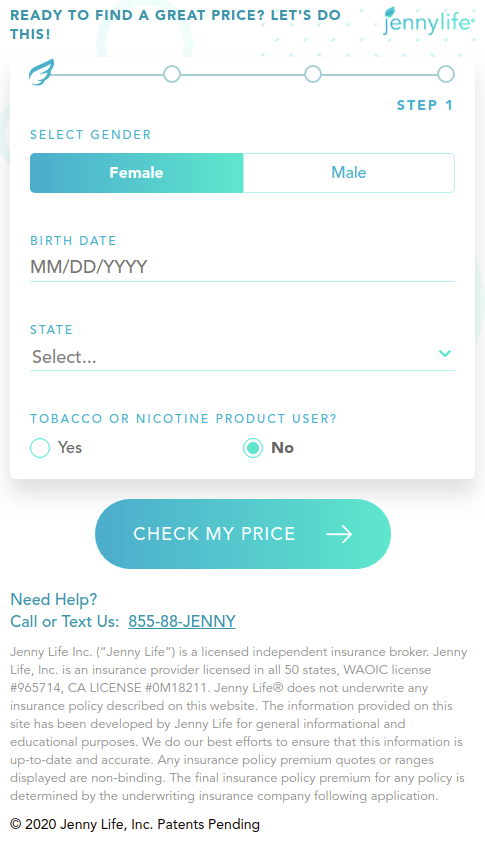 READY TO FIND A GREAT PRICE? LET'S DO
THIS!
jennylife
STEP 1
SELECT GENDER
Female
Male
BIRTH DATE
MM/DD/YYYY
STATE
Select...
TOBACCO OR NICOTINE PRODUCT USER?
Yes
No
CHECK MY PRICE
Need Help?
Call or Text Us: 855-88-JENNY
Jenny Life Inc. (“Jenny Life”) is a licensed independent insurance broker. Jenny
Life, Inc. is an insurance provider licensed in all 50 states, WAOIC license
#965714, CA LICENSE #0M18211. Jenny Life® does not underwrite any
insurance policy described on this website. The information provided on this
site has been developed by Jenny Life for general informational and
educational purposes. We do our best efforts to ensure that this information is
up-to-date and accurate. Any insurance policy premium quotes or ranges
displayed are non-binding. The final insurance policy premium for any policy is
determined by the underwriting insurance company following application.
© 2020 Jenny Life, Inc. Patents Pending